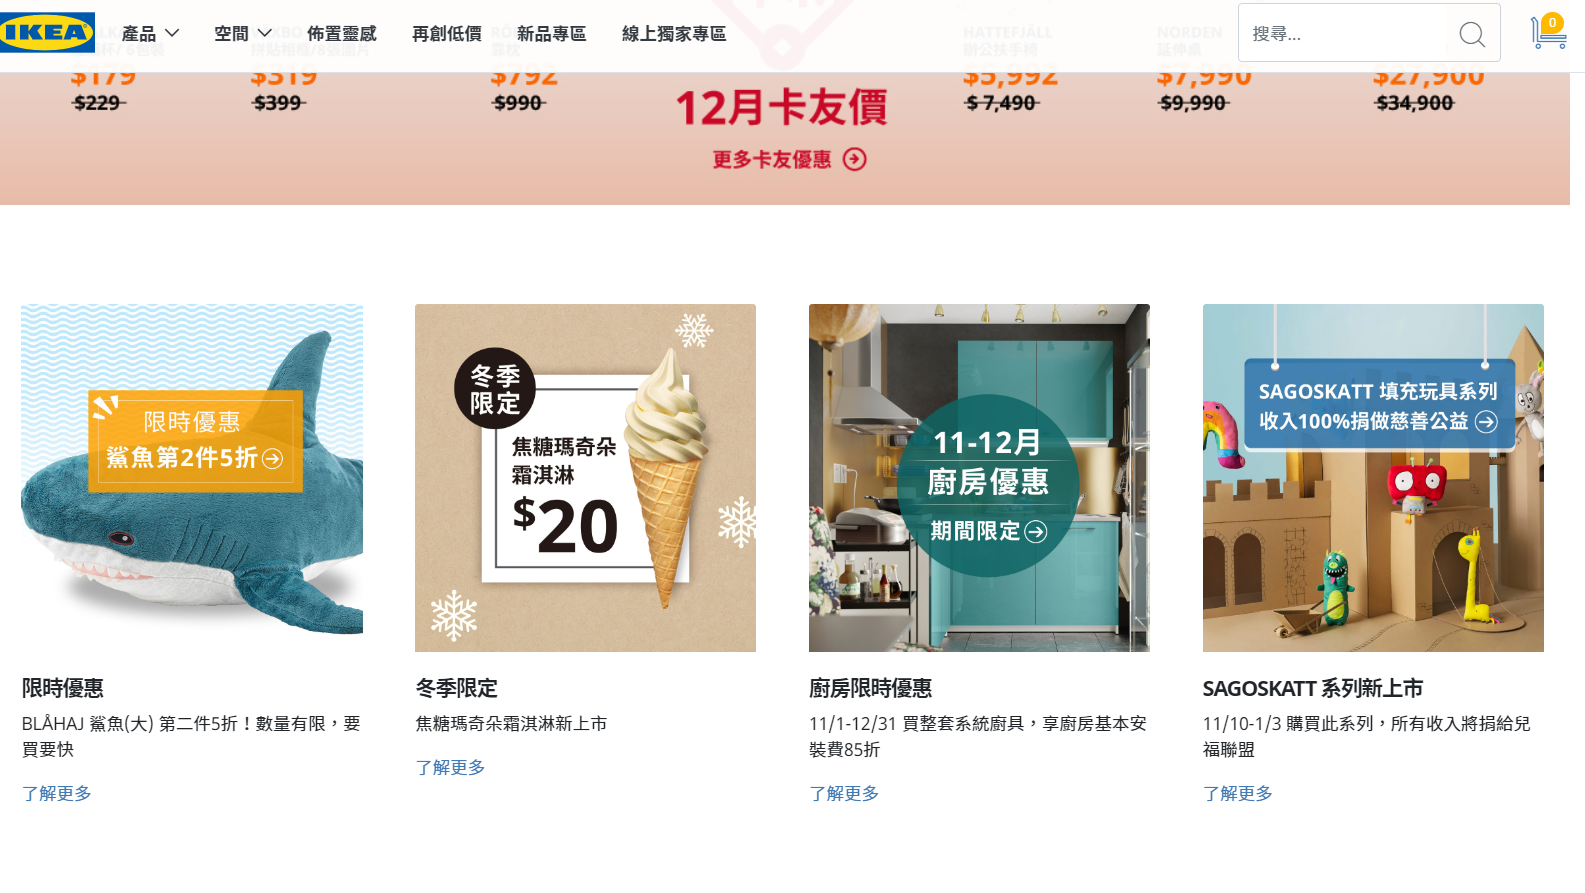 IKEA
產品
空間
佈置靈感
再創低價
新品專區
線上獨家專區
搜尋...
0
HATTEFJÄLL
辦公扶手椅
NORDEN
延伸桌
$179
$319
$792
$5,992
$7,990
$27,900
$229
$399
$990
$7,490
$9,990
$34,900
12月卡友價
更多卡友優惠
限時優惠
鯊魚第2件5折
冬季
限定
焦糖瑪奇朵
霜淇淋
$20
11-12月
廚房優惠
期間限定
SAGOSKATT 填充玩具系列
收入100%捐做慈善公益
限時優惠
BLÅHAJ 鯊魚(大) 第二件5折！數量有限，要
買要快
了解更多
冬季限定
焦糖瑪奇朵霜淇淋新上市
了解更多
廚房限時優惠
11/1-12/31 買整套系統廚具，享廚房基本安
裝費85折
了解更多
SAGOSKATT 系列新上市
11/10-1/3 購買此系列，所有收入將捐給兒
福聯盟
了解更多